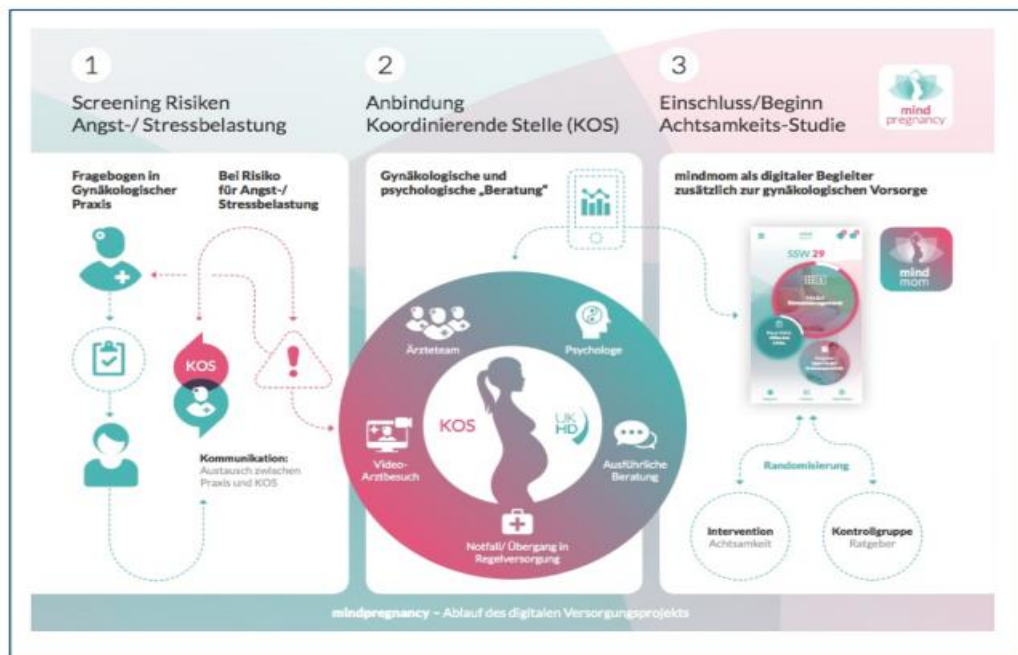 1
Screening Risiken
Angst-/ Stressbelastung
2
Anbindung
Koordinierende Stelle (KOS)
3
Einschluss/Beginn
Achtsamkeits-Studie
mind
pregnancy
Fragebogen in
Gynäkologischer
Praxis
Bei Risiko
für Angst-/
Stressbelastung
KOS
Kommunikation:
Austausch zwischen
Praxis und KOS
Gynäkologische und
psychologische „Beratung“
Ärzteteam
Psychologe
KOS
UK
HD
Video-
Arztbesuch
Ausführliche
Beratung
Notfall/ Übergang in
Regelversorgung
mindmom als digitaler Begleiter
zusätzlich zur gynäkologischen Vorsorge
SSW 29
mind
mom
Randomisierung
Intervention
Achtsamkeit
Kontrollgruppe
Ratgeber
mindpregnancy – Ablauf des digitalen Versorgungsprojekts